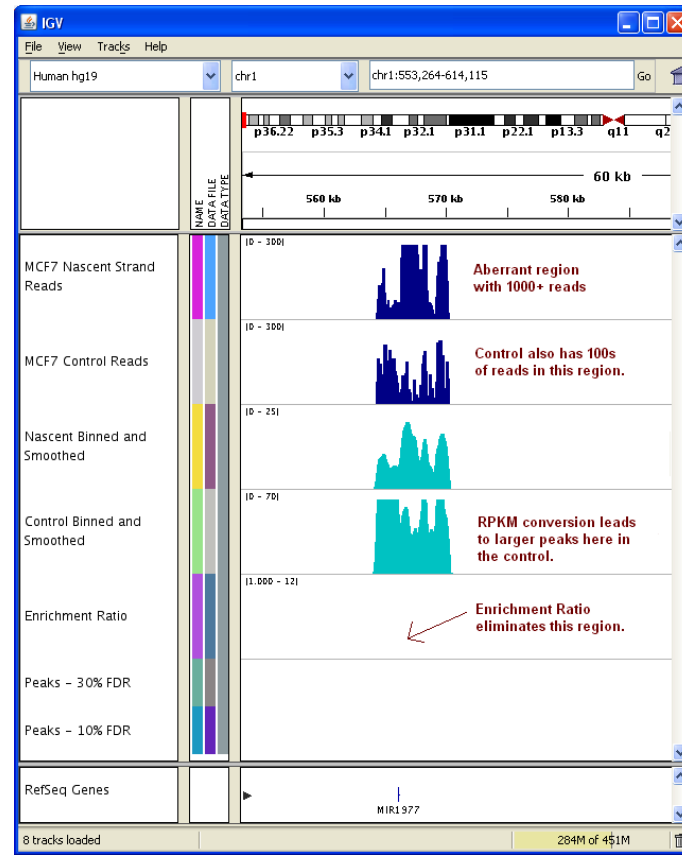 IGV
File View Tracks Help
Human hg19 chr1 chr1:553,264-614,115 Go
p36.22 p35.3 p34.1 p32.1 p31.1 p22.1 p13.3 q11 q2
60 kb
560 kb 570 kb 580 kb
NAME
DATA FILE
DATA TYPE
MCF7 Nascent Strand
Reads
[0 - 300]
Aberrant region
with 1000+ reads
MCF7 Control Reads
[0 - 300]
Control also has 100s
of reads in this region.
Nascent Binned and
Smoothed
[0 - 25]
Control Binned and
Smoothed
[0 - 70]
RPKM conversion leads
to larger peaks here in
the control.
Enrichment Ratio
[1.000 - 12]
Enrichment Ratio
eliminates this region.
Peaks - 30% FDR
Peaks - 10% FDR
RefSeq Genes
MIR1977
8 tracks loaded
284M of 451M